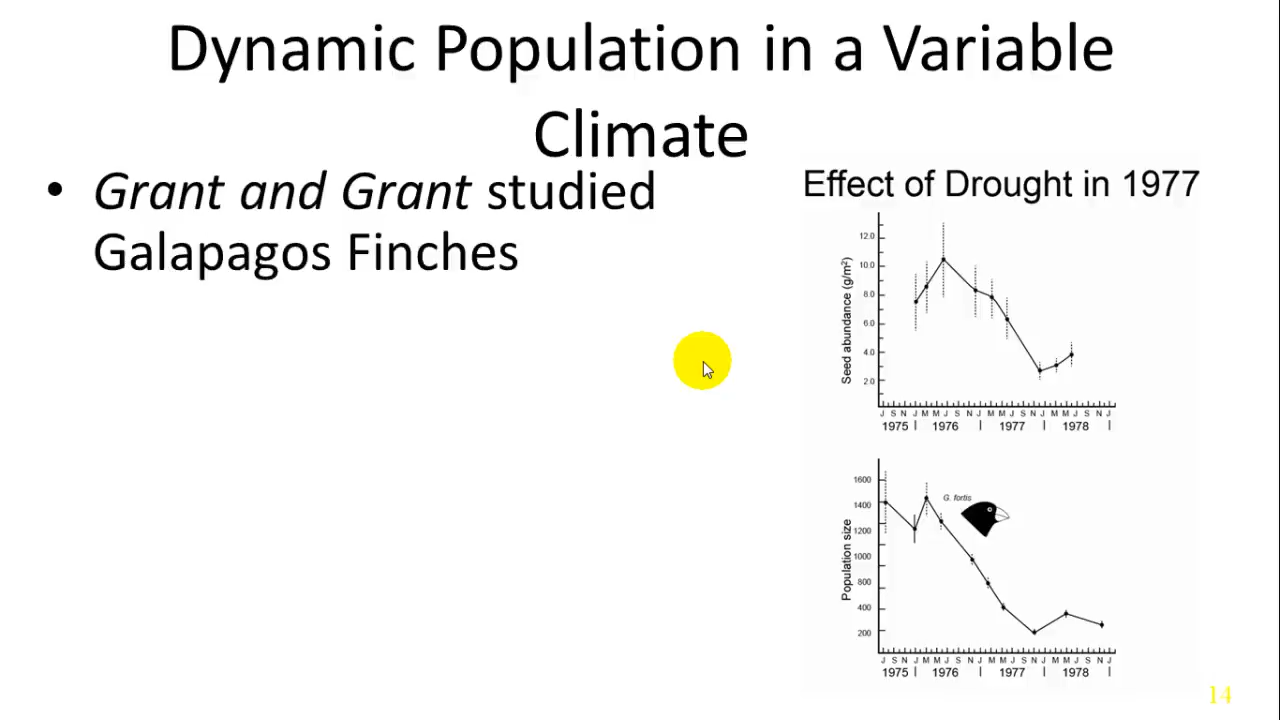 Dynamic Population in a Variable
Climate
• Grant and Grant studied
Galapagos Finches
Effect of Drought in 1977
Seed abundance (g/m²)
12.0
10.0
8.0
6.0
4.0
2.0
J S N J M M J S N J M M J S N J M M J S N J
1975 | 1976 | 1977 | 1978 |
Population size
1600
1400
1200
1000
800
400
200
G. fortis
J S N J M M J S N J M M J S N J M M J S N J
1975 | 1976 | 1977 | 1978 |
14